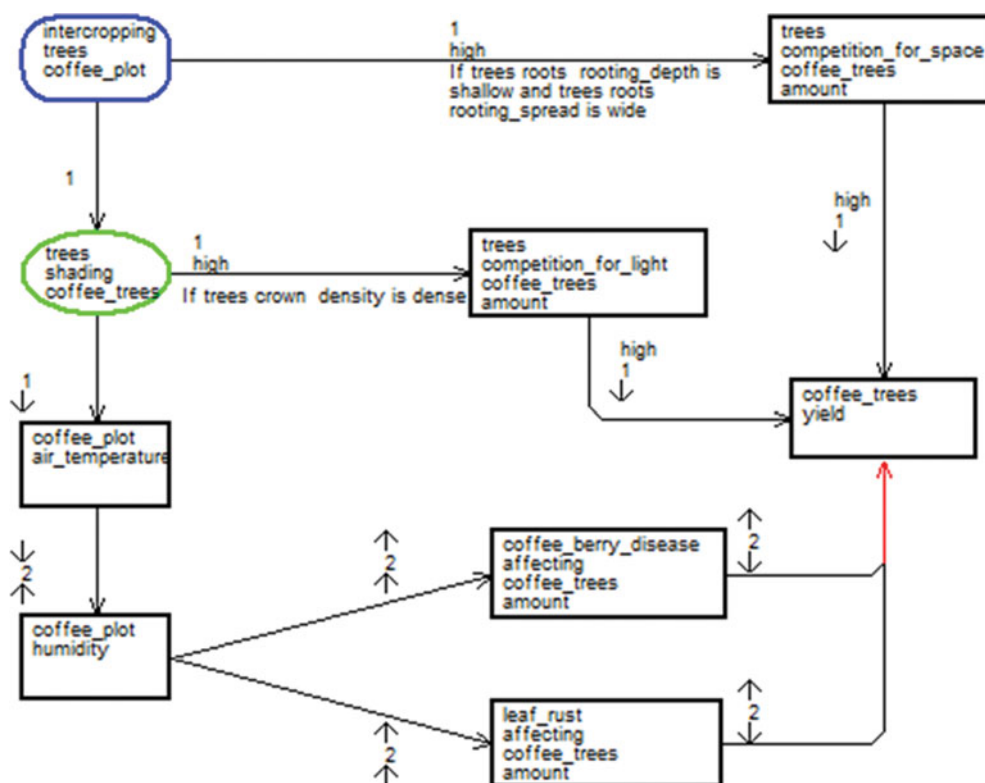 intercropping
trees
coffee_plot
1
high
If trees roots rooting_depth is
shallow and trees roots
rooting_spread is wide
trees
competition_for_space
coffee_trees
amount
1
high
1
trees
shading
coffee_trees
1
high
If trees crown density is dense
trees
competition_for_light
coffee_trees
amount
high
1
coffee_trees
yield
1
coffee_plot
air_temperature
2
coffee_plot
humidity
2
coffee_berry_disease
affecting
coffee_trees
amount
2
2
leaf_rust
affecting
coffee_trees
amount
2